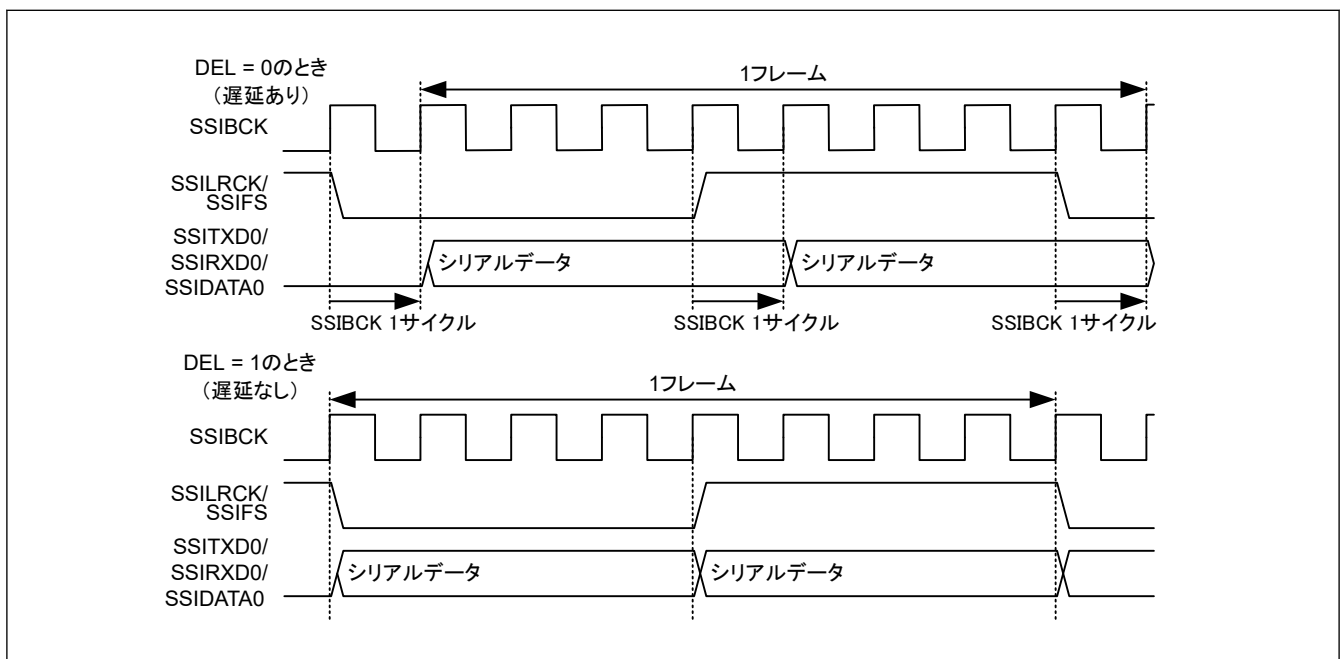 DEL = 0のとき
（遅延あり）
1フレーム
SSIBCK
SSILRCK/
SSIFS
SSITXD0/
SSIRXD0/
SSIDATA0
シリアルデータ
シリアルデータ
SSIBCK 1サイクル
SSIBCK 1サイクル
SSIBCK 1サイクル
DEL = 1のとき
（遅延なし）
1フレーム
SSIBCK
SSILRCK/
SSIFS
SSITXD0/
SSIRXD0/
SSIDATA0
シリアルデータ
シリアルデータ